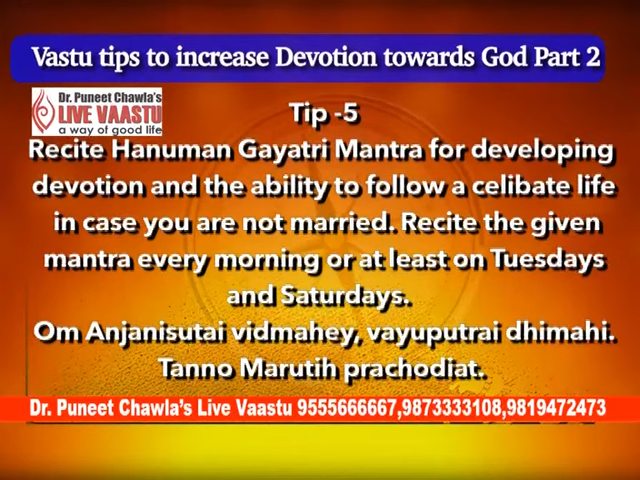 Vastu tips to increase Devotion towards God Part 2
Dr. Puneet Chawla's
LIVE VAASTU
a way of good life
Tip -5
Recite Hanuman Gayatri Mantra for developing
devotion and the ability to follow a celibate life
in case you are not married. Recite the given
mantra every morning or at least on Tuesdays
and Saturdays.
Om Anjanisutai vidmahey, vayuputrai dhimahi.
Tanno Marutih prachodiat.
Dr. Puneet Chawla's Live Vaastu 9555666667,9873333108,9819472473